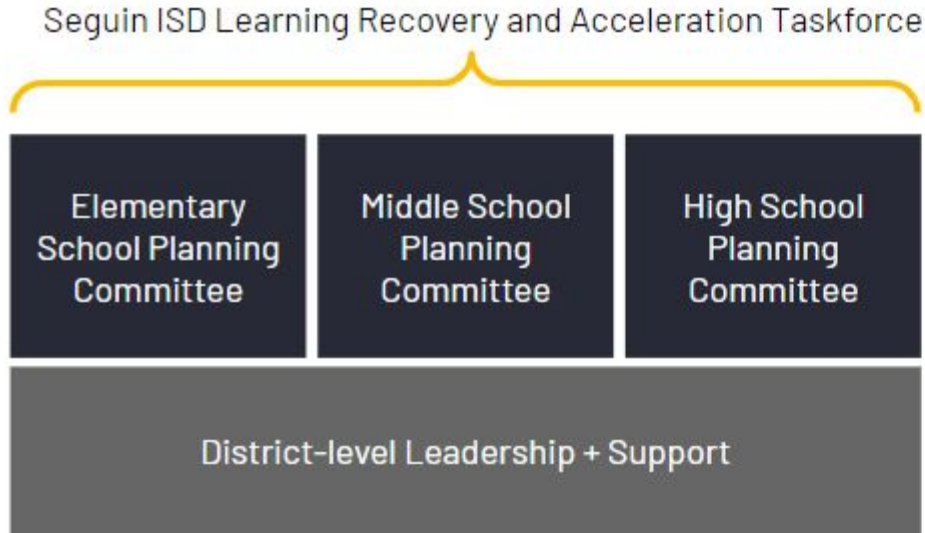 Seguin ISD Learning Recovery and Acceleration Taskforce
Elementary
School Planning
Committee
Middle School
Planning
Committee
High School
Planning
Committee
District-level Leadership + Support